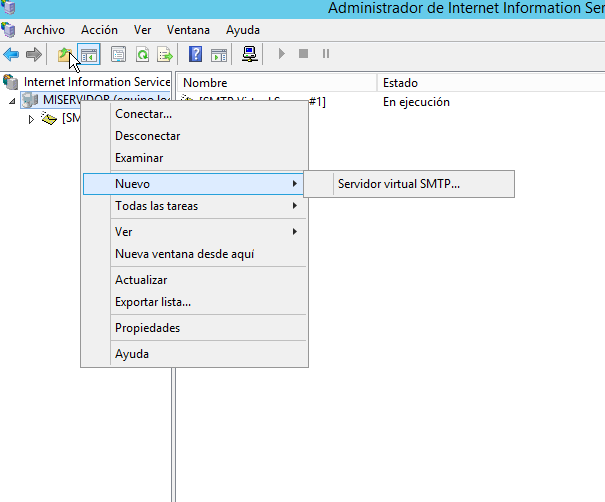 Administrador de Internet Information Ser
Archivo Acción Ver Ventana Ayuda
Internet Information Service Nombre Estado
MISERVIDOR (equipo loc [SMTP Virtual Server #1] En ejecución
[SM
Conectar...
Desconectar
Examinar
Nuevo Servidor virtual SMTP...
Todas las tareas
Ver
Nueva ventana desde aquí
Actualizar
Exportar lista...
Propiedades
Ayuda